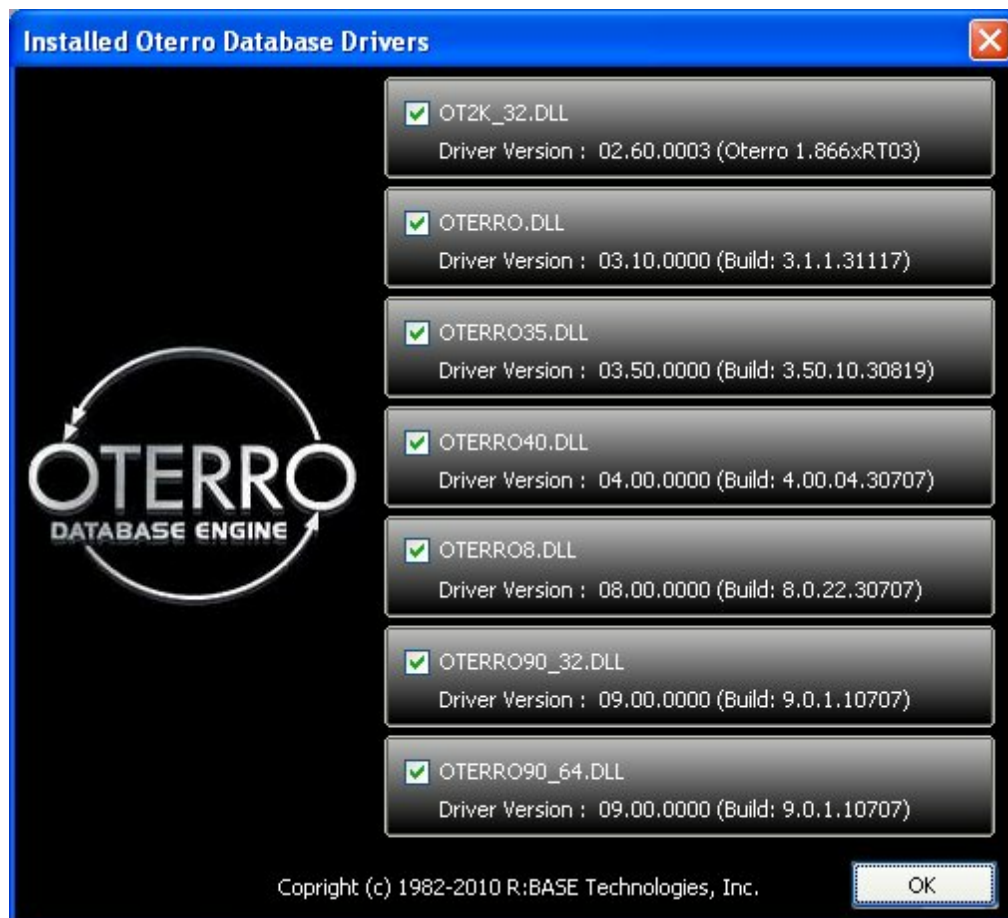 Installed Oterro Database Drivers
OT2K_32.DLL
Driver Version : 02.60.0003 (Oterro 1.866xRT03)
OTERRO.DLL
Driver Version : 03.10.0000 (Build: 3.1.1.31117)
OTERRO35.DLL
Driver Version : 03.50.0000 (Build: 3.50.10.30819)
OTERRO40.DLL
Driver Version : 04.00.0000 (Build: 4.00.04.30707)
OTERRO8.DLL
Driver Version : 08.00.0000 (Build: 8.0.22.30707)
OTERRO90_32.DLL
Driver Version : 09.00.0000 (Build: 9.0.1.10707)
OTERRO90_64.DLL
Driver Version : 09.00.0000 (Build: 9.0.1.10707)
OTERRO
DATABASE ENGINE
Copright (c) 1982-2010 R:BASE Technologies, Inc.
OK